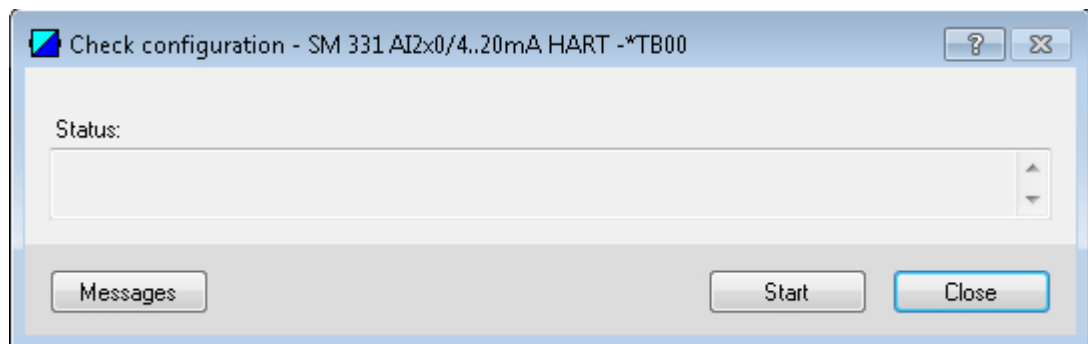 Check configuration - SM 331 AI2x0/4..20mA HART -*TB00
?
Status:
Messages
Start
Close